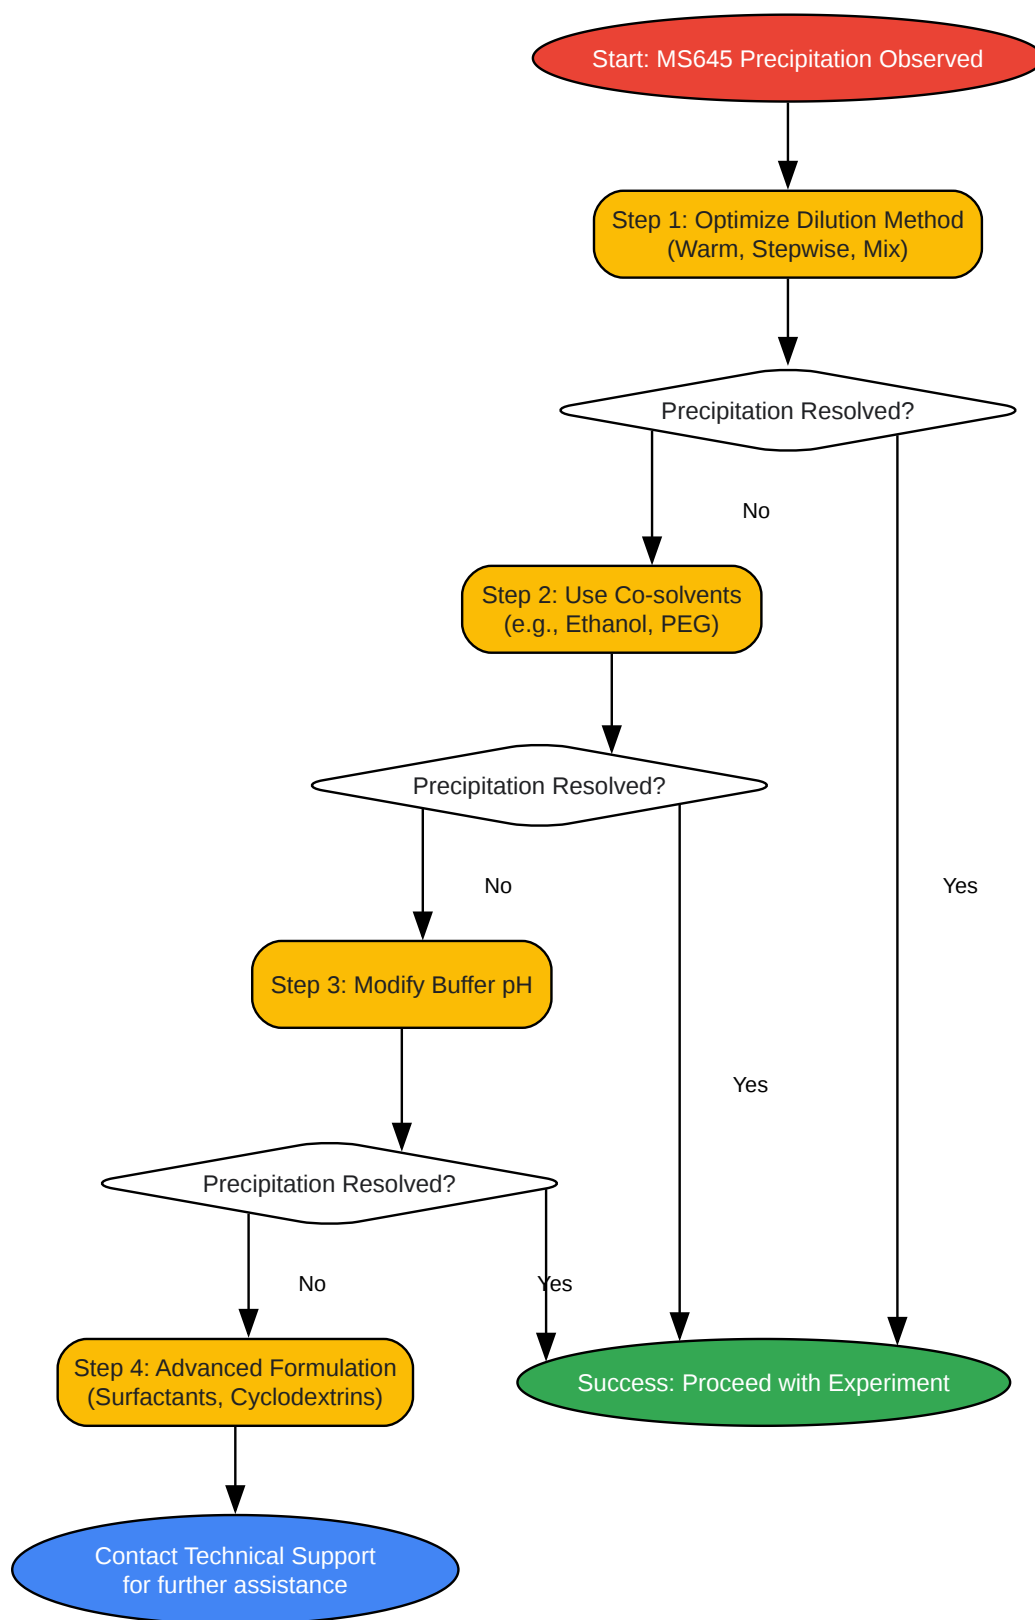 Start: MS645 Precipitation Observed
Step 1: Optimize Dilution Method
(Warm, Stepwise, Mix)
Precipitation Resolved?
No
Step 2: Use Co-solvents
(e.g., Ethanol, PEG)
Precipitation Resolved?
No
Yes
Step 3: Modify Buffer pH
Yes
Precipitation Resolved?
No
Yes
Step 4: Advanced Formulation
(Surfactants, Cyclodextrins)
Success: Proceed with Experiment
Contact Technical Support
for further assistance